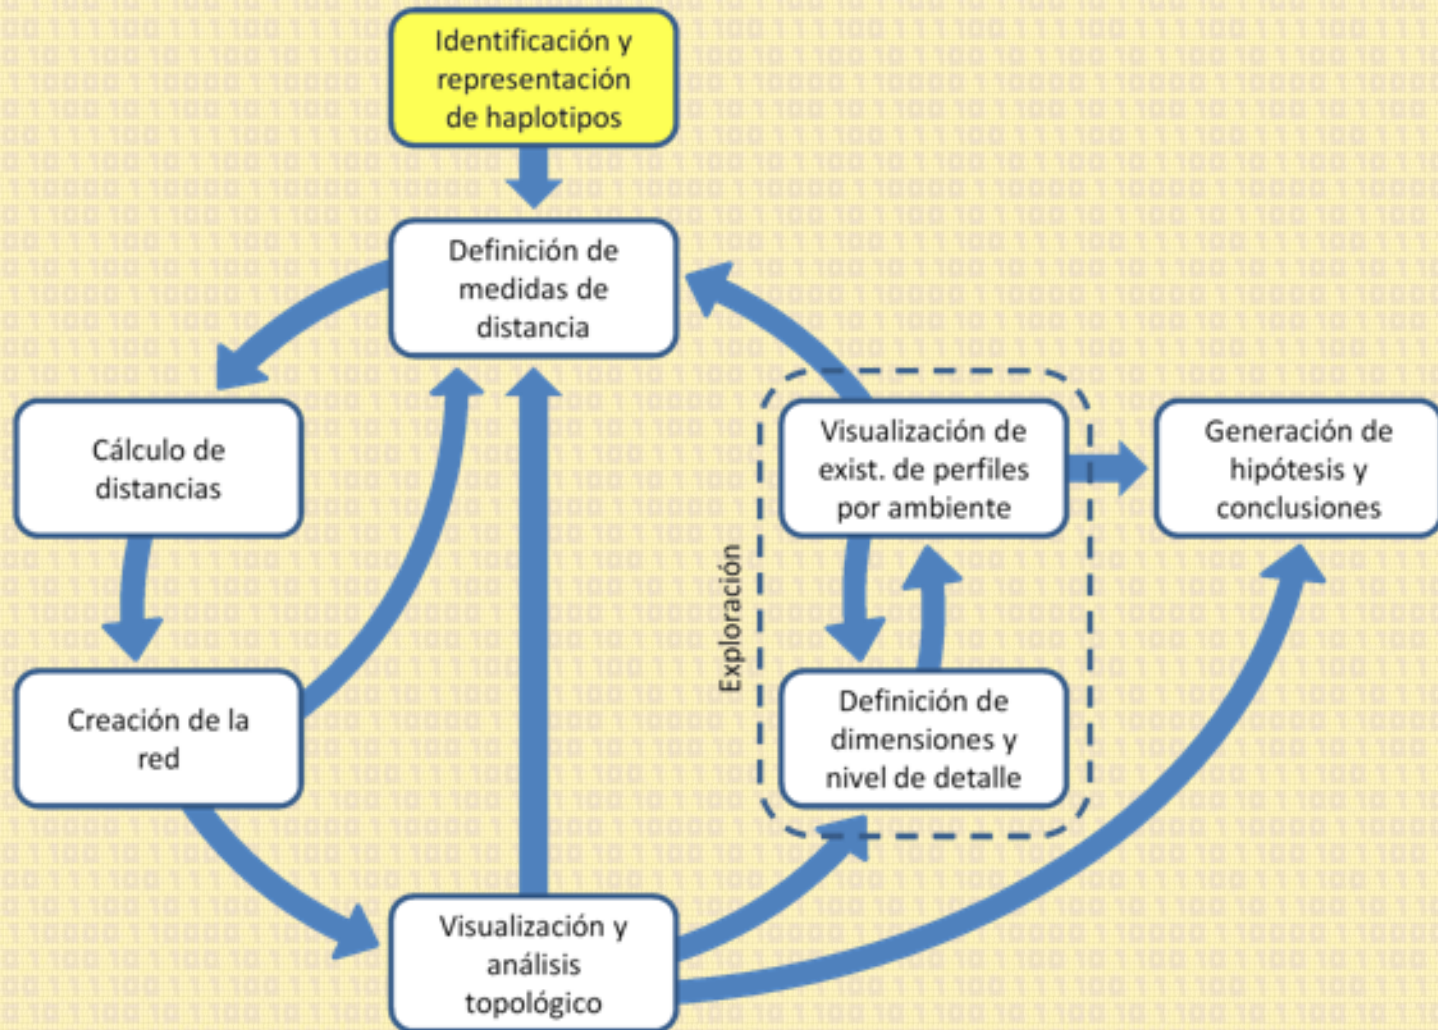 Identificación y
representación
de haplotipos
Definición de
medidas de
distancia
Cálculo de
distancias
Visualización de
exist. de perfiles
por ambiente
Generación de
hipótesis y
conclusiones
Exploración
Creación de la
red
Definición de
dimensiones y
nivel de detalle
Visualización y
análisis
topológico